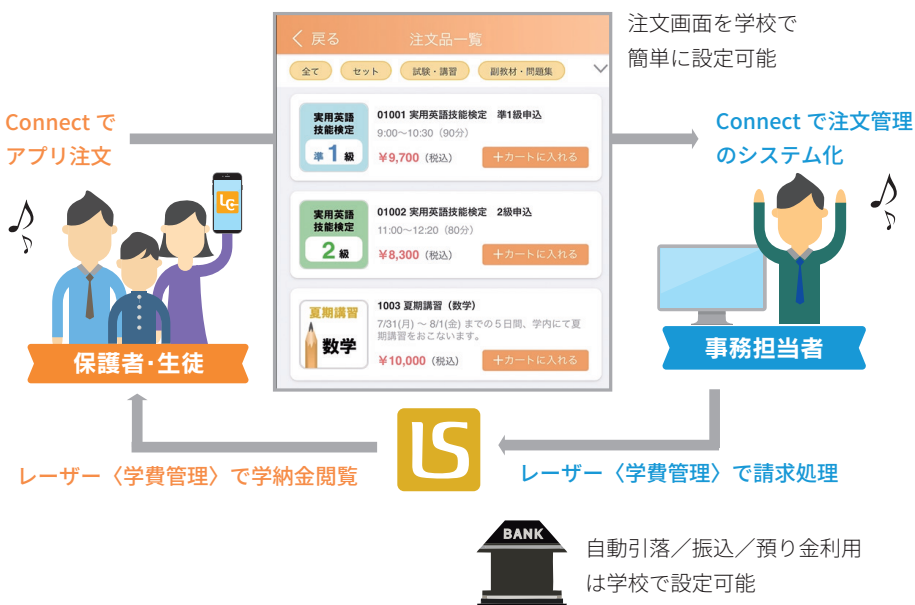 注文画面を学校で
簡単に設定可能
戻る
注文品一覧
全て
セット
試験・講習
副教材・問題集
Connect で
アプリ注文
LC
保護者・生徒
実用英語
技能検定
準1級
01001 実用英語技能検定 準1級申込
9:00〜10:30（90分）
¥9,700（税込）
＋カートに入れる
実用英語
技能検定
2級
01002 実用英語技能検定 2級申込
11:00〜12:20（80分）
¥8,300（税込）
＋カートに入れる
夏期講習
数学
1003 夏期講習（数学）
7/31(月) 〜 8/1(金) までの５日間、学内にて夏
期講習をおこないます。
¥10,000（税込）
＋カートに入れる
Connect で注文管理
のシステム化
事務担当者
レーザー〈学費管理〉で学納金閲覧
LS
レーザー〈学費管理〉で請求処理
BANK
自動引落／振込／預り金利用
は学校で設定可能